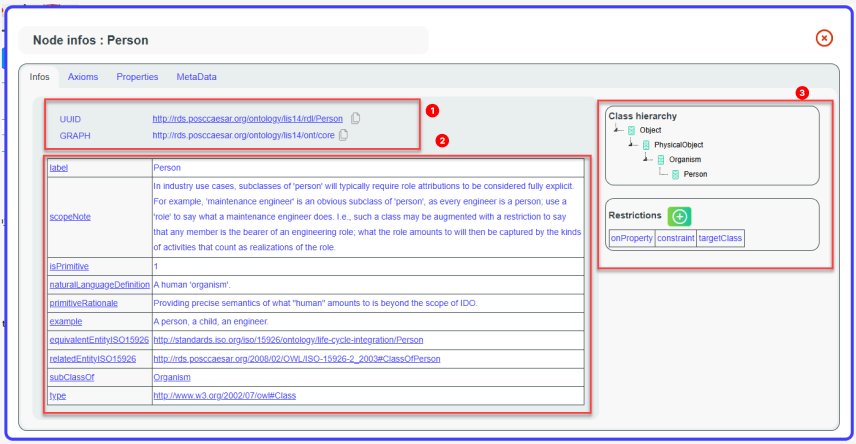 Node infos : Person
Infos Axioms Properties MetaData
3
1
UUID http://rds.posccaesar.org/ontology/lis14/rdl/Person
GRAPH http://rds.posccaesar.org/ontology/lis14/ont/core
2
label Person
scopeNote
In industry use cases, subclasses of 'person' will typically require role attributions to be considered fully explicit.
For example, 'maintenance engineer' is an obvious subclass of 'person', as every engineer is a person; use a
'role' to say what a maintenance engineer does. I.e., such a class may be augmented with a restriction to say
that any member is the bearer of an engineering role; what the role amounts to will then be captured by the kinds
of activities that count as realizations of the role.
isPrimitive 1
naturalLanguageDefinition A human 'organism'.
primitiveRationale Providing precise semantics of what "human" amounts to is beyond the scope of IDO.
example A person, a child, an engineer.
equivalentEntityISO15926 http://standards.iso.org/iso/15926/ontology/life-cycle-integration/Person
relatedEntityISO15926 http://rds.posccaesar.org/2008/02/OWL/ISO-15926-2_2003#ClassOfPerson
subClassOf Organism
type http://www.w3.org/2002/07/owl#Class
Class hierarchy
Object
PhysicalObject
Organism
Person
Restrictions
onProperty constraint targetClass